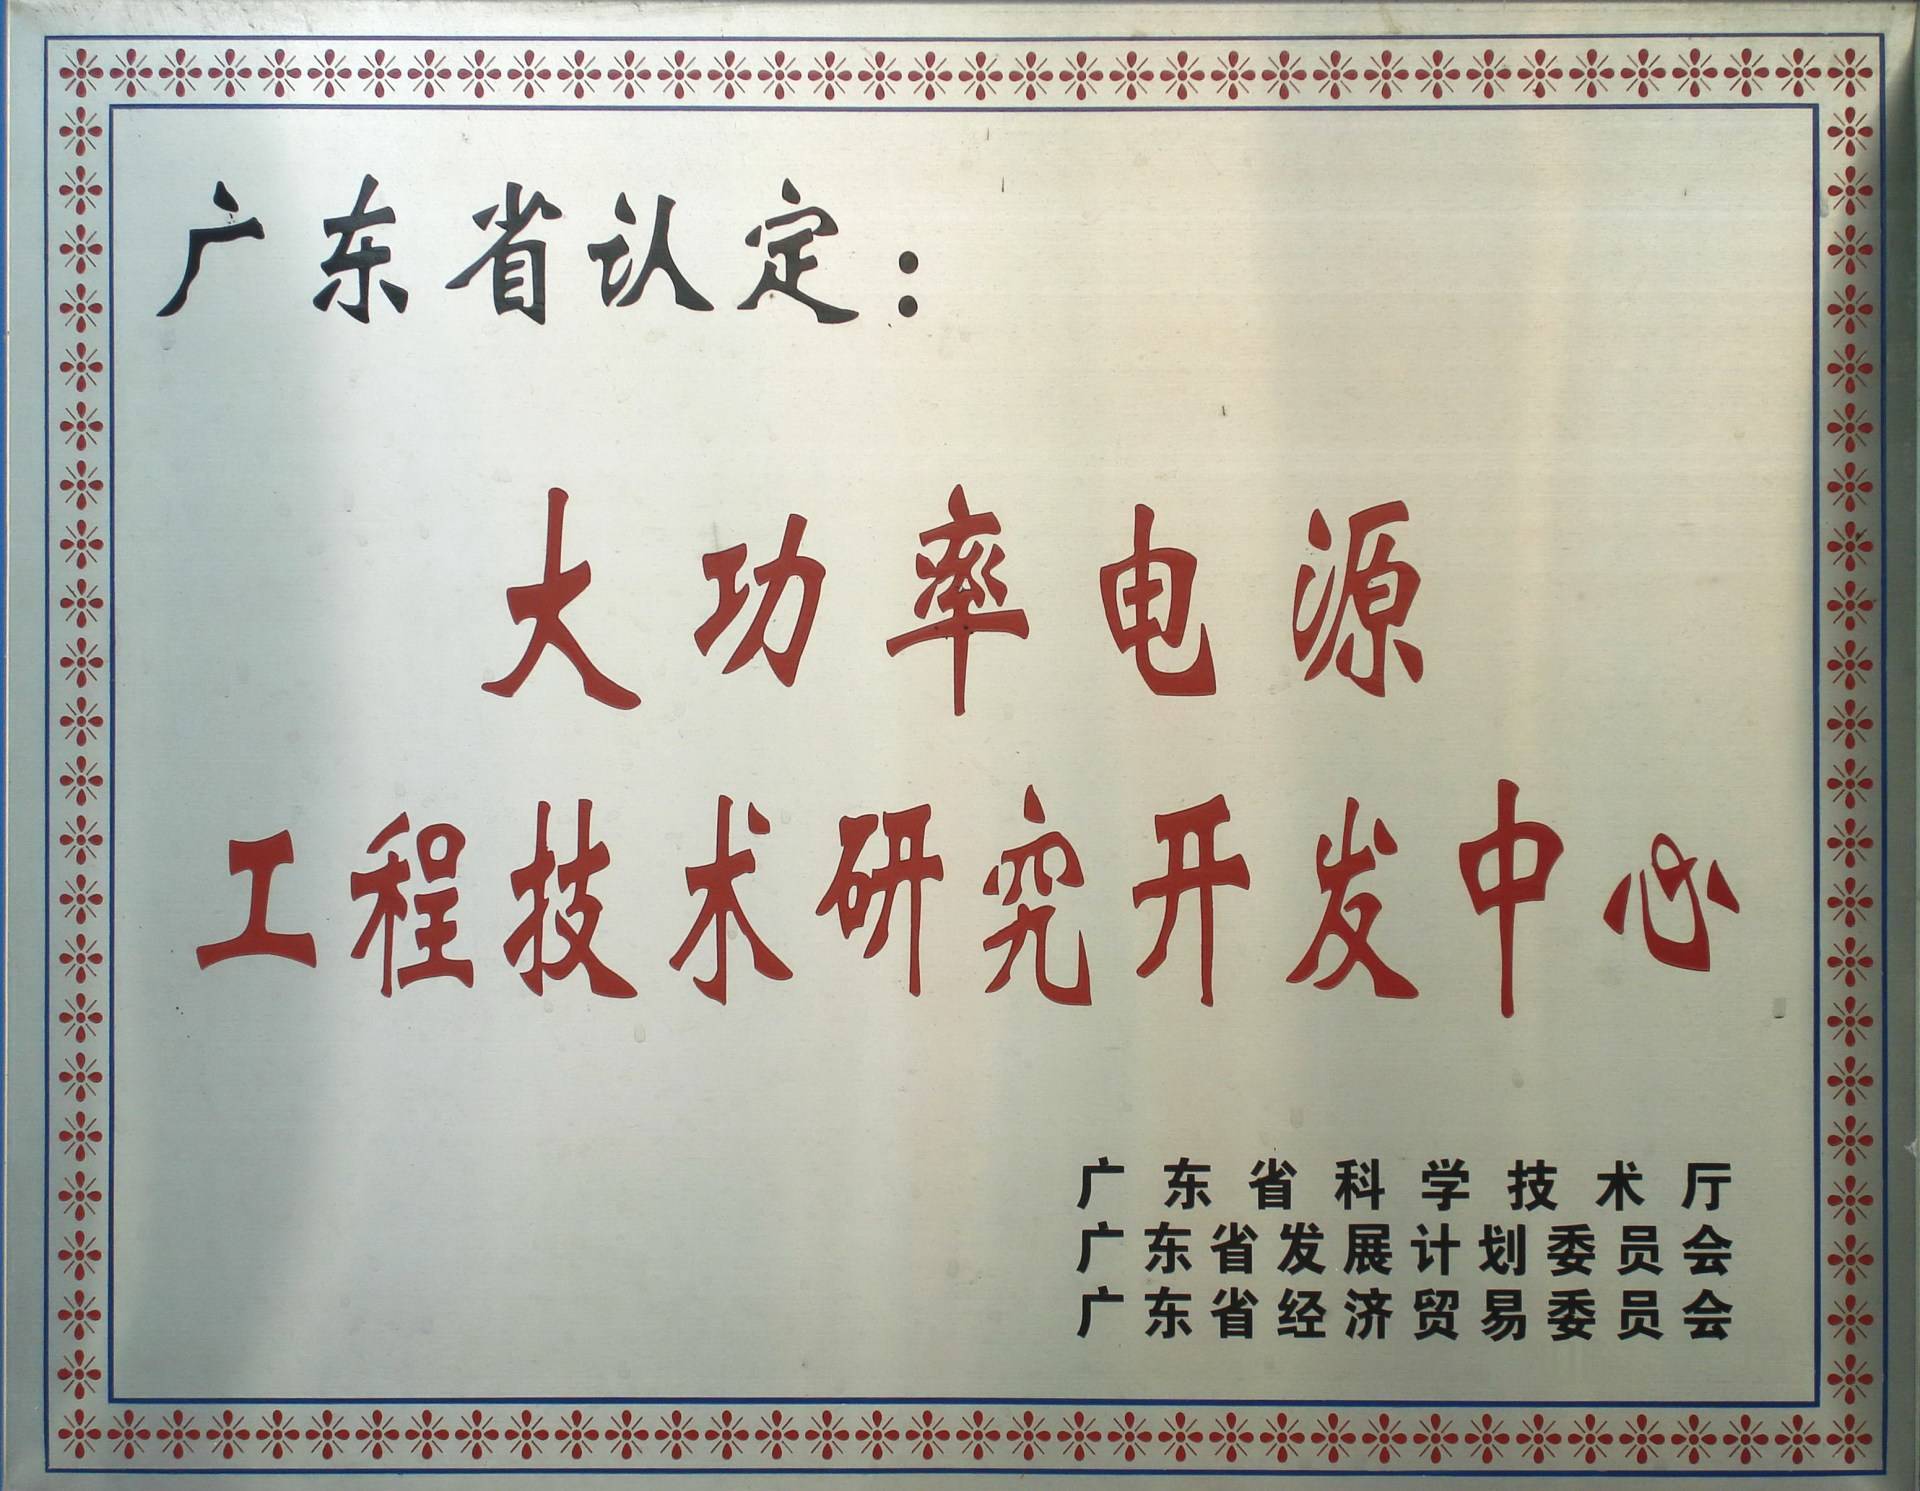 广东省认定：
大功率电源
工程技术研究开发中心
广东省科学技术厅
广东省发展计划委员会
广东省经济贸易委员会